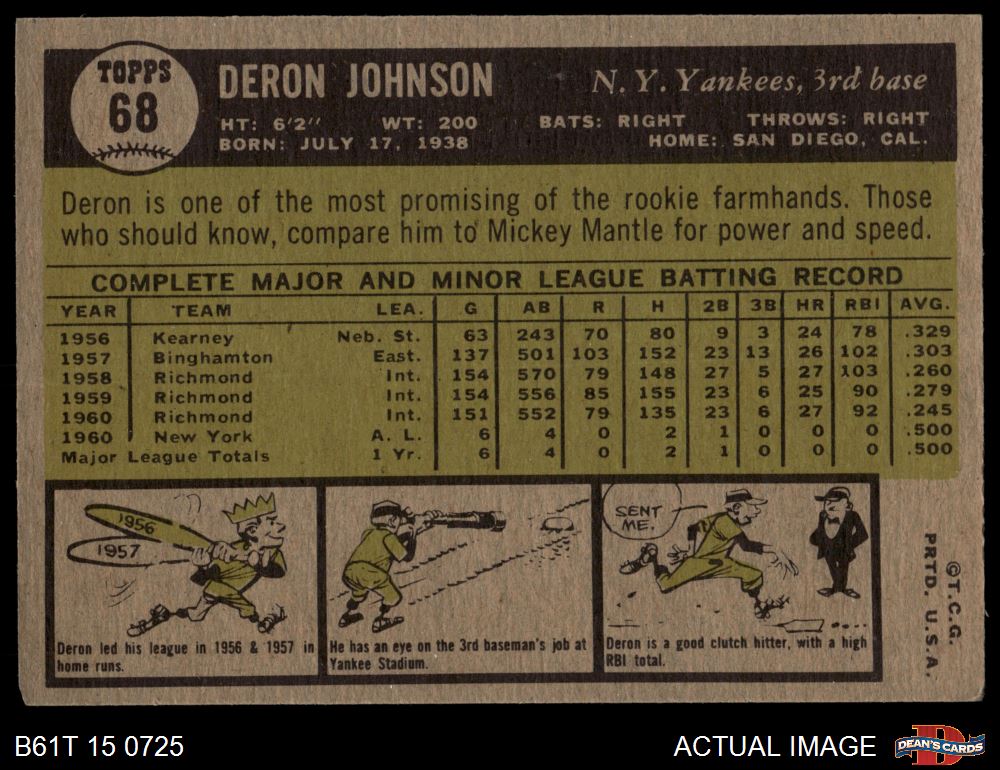 TOPPS
68
DERON JOHNSON
N. Y. Yankees, 3rd base
HT: 6'2" WT: 200 BATS: RIGHT THROWS: RIGHT
BORN: JULY 17, 1938 HOME: SAN DIEGO, CAL.
Deron is one of the most promising of the rookie farmhands. Those
who should know, compare him to Mickey Mantle for power and speed.
COMPLETE MAJOR AND MINOR LEAGUE BATTING RECORD
YEAR TEAM LEA. G AB R H 2B 3B HR RBI AVG.
1956 Kearney Neb. St. 63 243 70 80 9 3 24 78 .329
1957 Binghamton East. 137 501 103 152 23 13 26 102 .303
1958 Richmond Int. 154 570 79 148 27 5 27 103 .260
1959 Richmond Int. 154 556 85 155 23 6 25 90 .279
1960 Richmond Int. 151 552 79 135 23 6 27 92 .245
1960 New York A. L. 6 4 0 2 1 0 0 0 .500
Major League Totals 1 Yr. 6 4 0 2 1 0 0 0 .500
1956
1957
Deron led his league in 1956 & 1957 in
home runs.
He has an eye on the 3rd baseman's job at
Yankee Stadium.
SENT
ME.
Deron is a good clutch hitter, with a high
RBI total.
©T.C.G.
PRTD. U.S.A.
B61T 15 0725
ACTUAL IMAGE
DEAN'S CARDS